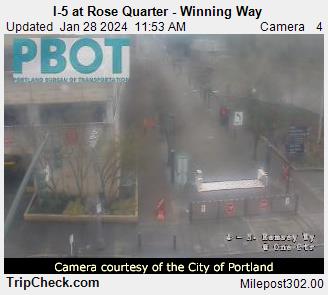 I-5 at Rose Quarter - Winning Way
Updated Jan 28 2024 11:53 AM Camera 4
PBOT
PORTLAND BUREAU OF TRANSPORTATION
Camera courtesy of the City of Portland
TripCheck.com Milepost302.00